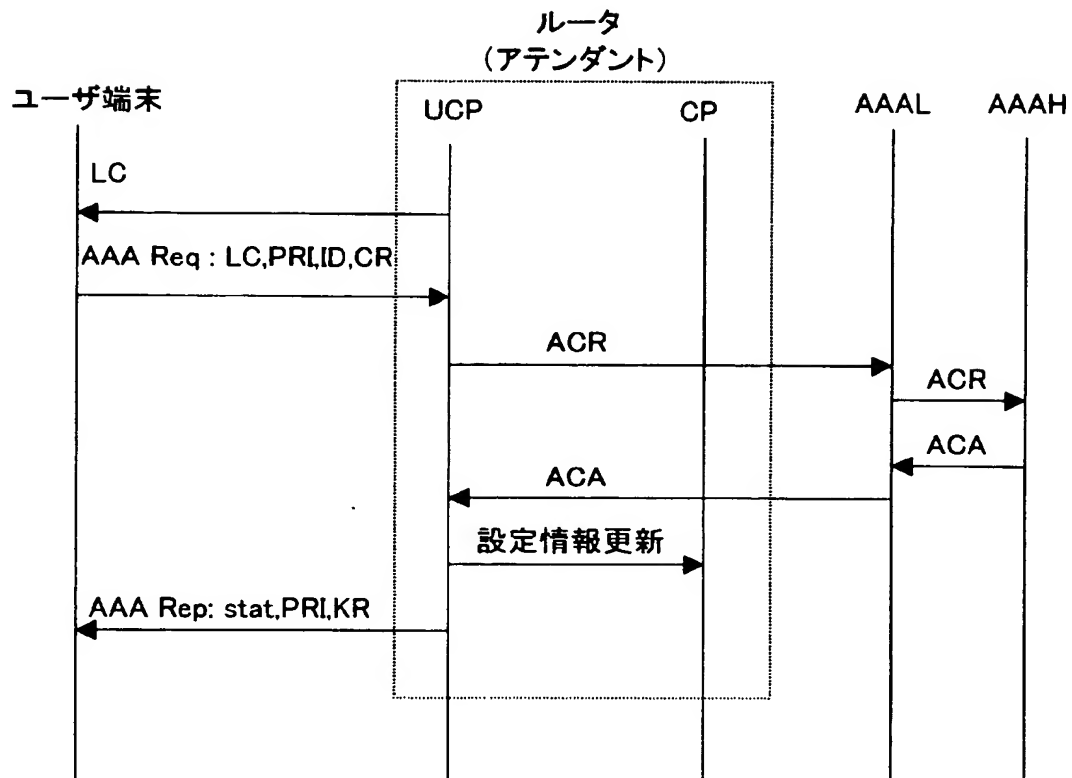 ルータ
(アテンダント)
ユーザ端末
UCP
CP
AAAL
AAAH
LC
AAA Req : LC,PRI,ID,CR
ACR
ACR
ACA
ACA
設定情報更新
AAA Rep: stat,PRI,KR